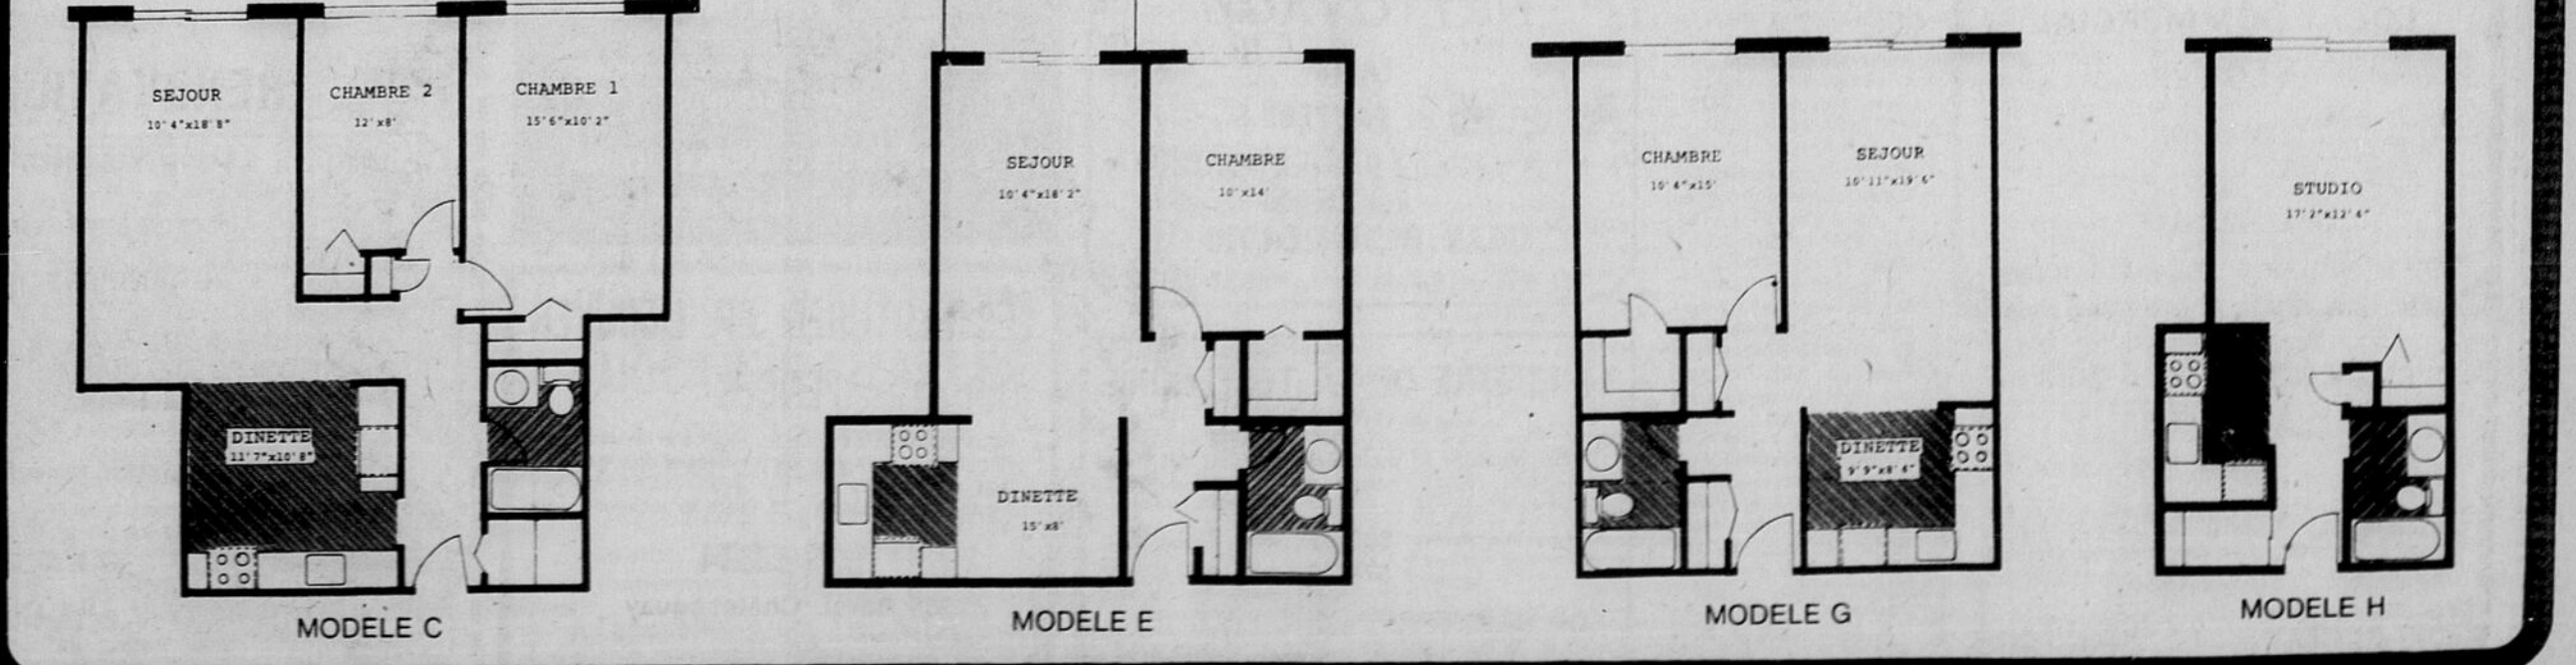 SEJOUR
10'4"x18'8"
CHAMBRE 2
12'x8'
CHAMBRE 1
15'6"x10'2"
DINETTE
11'7"x10'8"
MODELE C
SEJOUR
10'4"x18'2"
CHAMBRE
10'x14'
DINETTE
15'x8'
MODELE E
CHAMBRE
10'4"x15'
SEJOUR
10'11"x19'6"
DINETTE
9'9"x8'6"
MODELE G
STUDIO
17'2"x12'4"
MODELE H